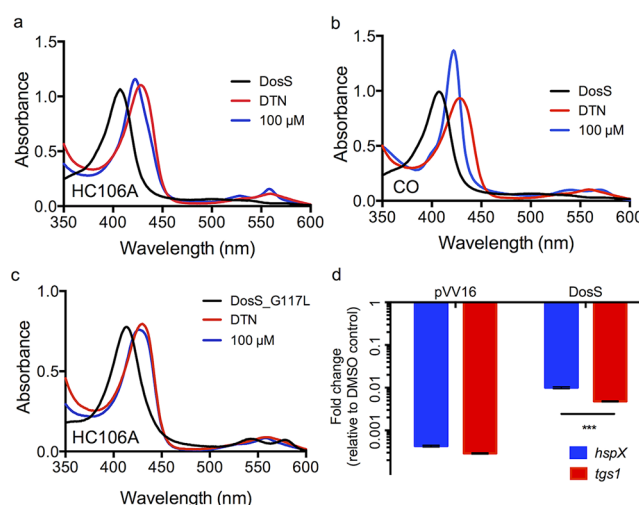 a
1.5
1.0
0.5
0.0
Absorbance
350 400 450 500 550 600
Wavelength (nm)
HC106A
DosS
DTN
100 µM
b
1.5
1.0
0.5
0.0
Absorbance
350 400 450 500 550 600
Wavelength (nm)
CO
DosS
DTN
100 µM
c
1.0
0.5
0.0
Absorbance
350 400 450 500 550 600
Wavelength (nm)
HC106A
DosS_G117L
DTN
100 µM
d
pVV16 DosS
1
0.1
0.01
0.001
Fold change
(relative to DMSO control)
***
hspX
tgs1